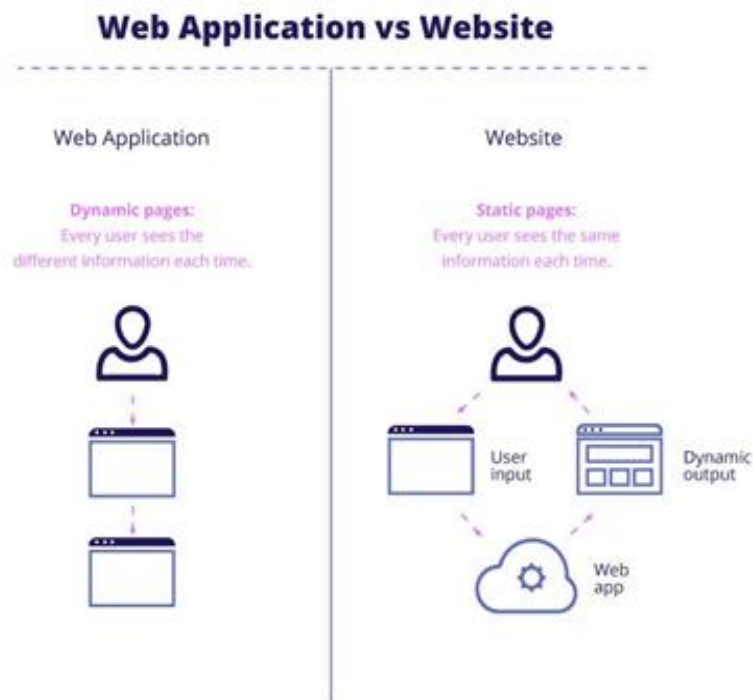 Web Application vs Website
Web Application
Dynamic pages:
Every user sees the
different information each time.
Website
Static pages:
Every user sees the same
information each time.
User
input
Dynamic
output
Web
app